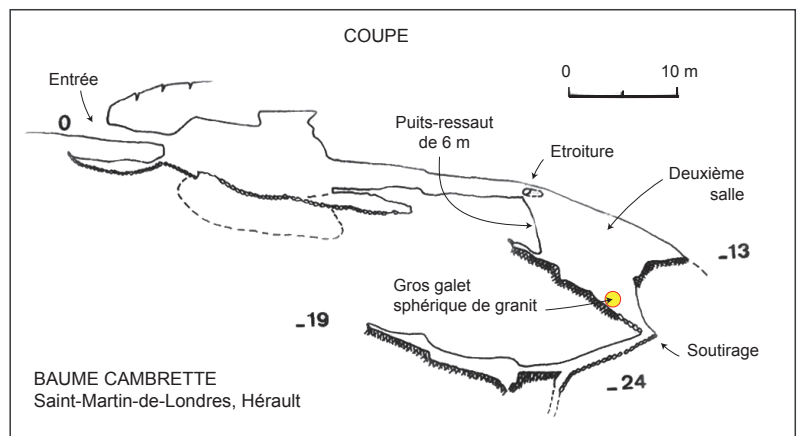 COUPE
Entrée
0
0 10 m
Puits-ressaut
de 6 m
Etroiture
Deuxième
salle
-13
Gros galet
sphérique de granit
-19
Soutirage
-24
BAUME CAMBRETTE
Saint-Martin-de-Londres, Hérault